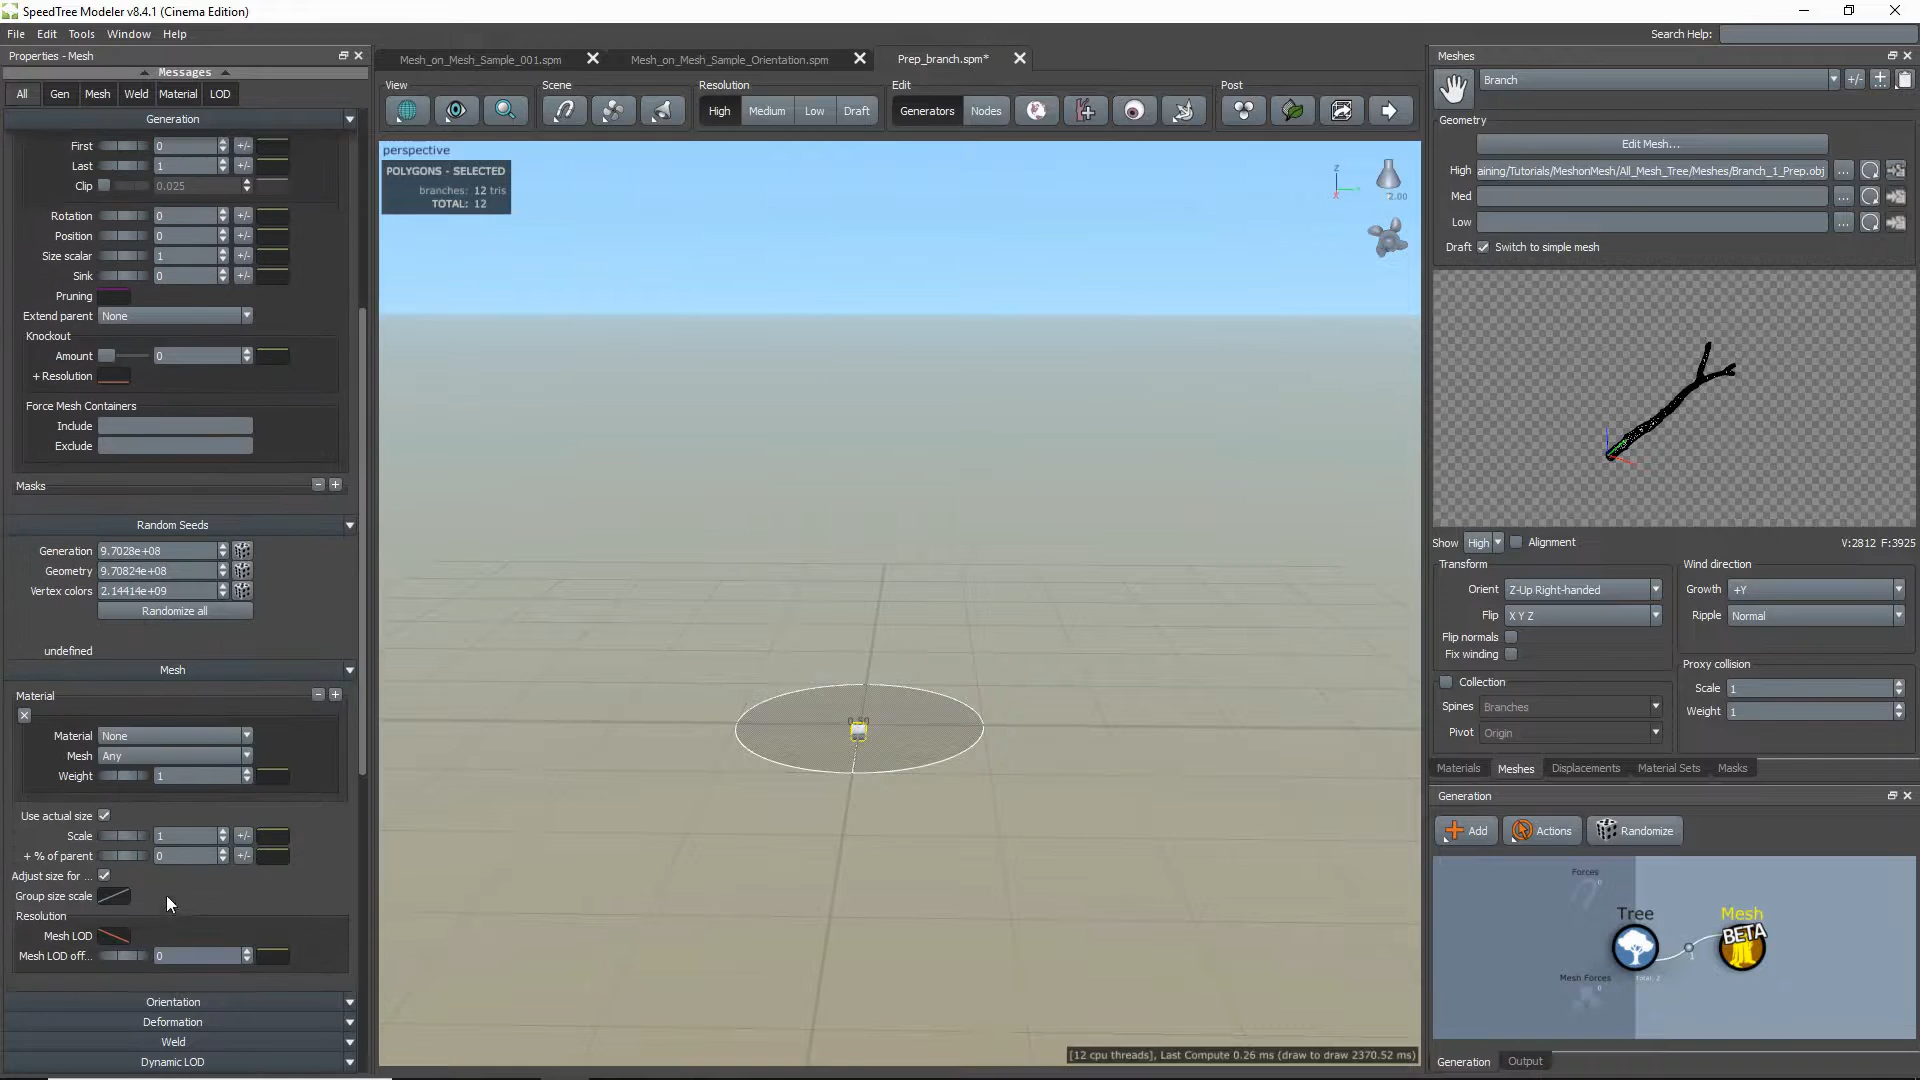 SpeedTree Modeler v8.4.1 (Cinema Edition)
File Edit Tools Window Help
Search Help:
Properties - Mesh
Messages
All Gen Mesh Weld Material LOD
Generation
First 0 +/-
Last 1 +/-
Clip 0.025
Rotation 0 +/-
Position 0 +/-
Size scalar 1 +/-
Sink 0 +/-
Pruning
Extend parent None
Knockout
Amount 0
+ Resolution
Force Mesh Containers
Include
Exclude
Masks
Random Seeds
Generation 9.7028e+08
Geometry 9.70824e+08
Vertex colors 2.14414e+09
Randomize all
undefined
Mesh
Material
Material None
Mesh Any
Weight 1
Use actual size
Scale 1 +/-
+ % of parent 0 +/-
Adjust size for ...
Group size scale
Resolution
Mesh LOD
Mesh LOD off... 0
Orientation
Deformation
Weld
Dynamic LOD
Mesh_on_Mesh_Sample_001.spm Mesh_on_Mesh_Sample_Orientation.spm Prep_branch.spm*
View Scene Resolution Edit Post
High Medium Low Draft Generators Nodes
perspective
POLYGONS - SELECTED
branches: 12 tris
TOTAL: 12
Z
X
2.00
0.50
[12 cpu threads], Last Compute 0.26 ms (draw to draw 2370.52 ms)
Meshes
Branch +/-
Geometry
Edit Mesh...
High aining/Tutorials/MeshonMesh/All_Mesh_Tree/Meshes/Branch_1_Prep.obj ...
Med ...
Low ...
Draft Switch to simple mesh
Show High Alignment V:2812 F:3925
Transform
Orient Z-Up Right-handed
Flip X Y Z
Flip normals
Fix winding
Collection
Spines Branches
Pivot Origin
Wind direction
Growth +Y
Ripple Normal
Proxy collision
Scale 1
Weight 1
Materials Meshes Displacements Material Sets Masks
Generation
Add Actions Randomize
Forces
0
Tree
Mesh
BETA
1
Mesh Forces
0
total: 2
Generation Output